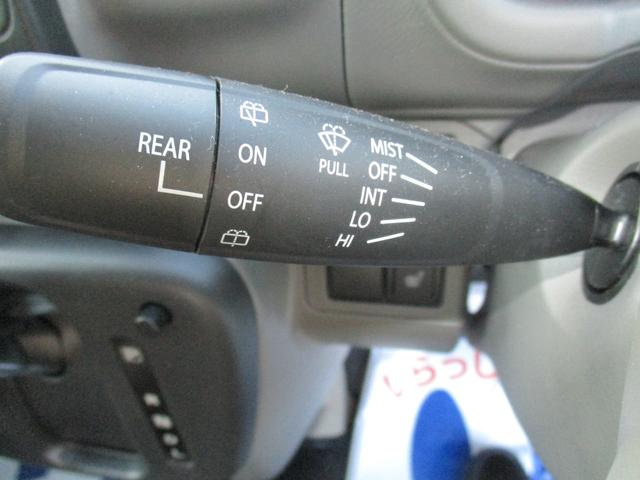 REAR
ON
OFF
PULL
MIST
OFF
INT
LO
HI